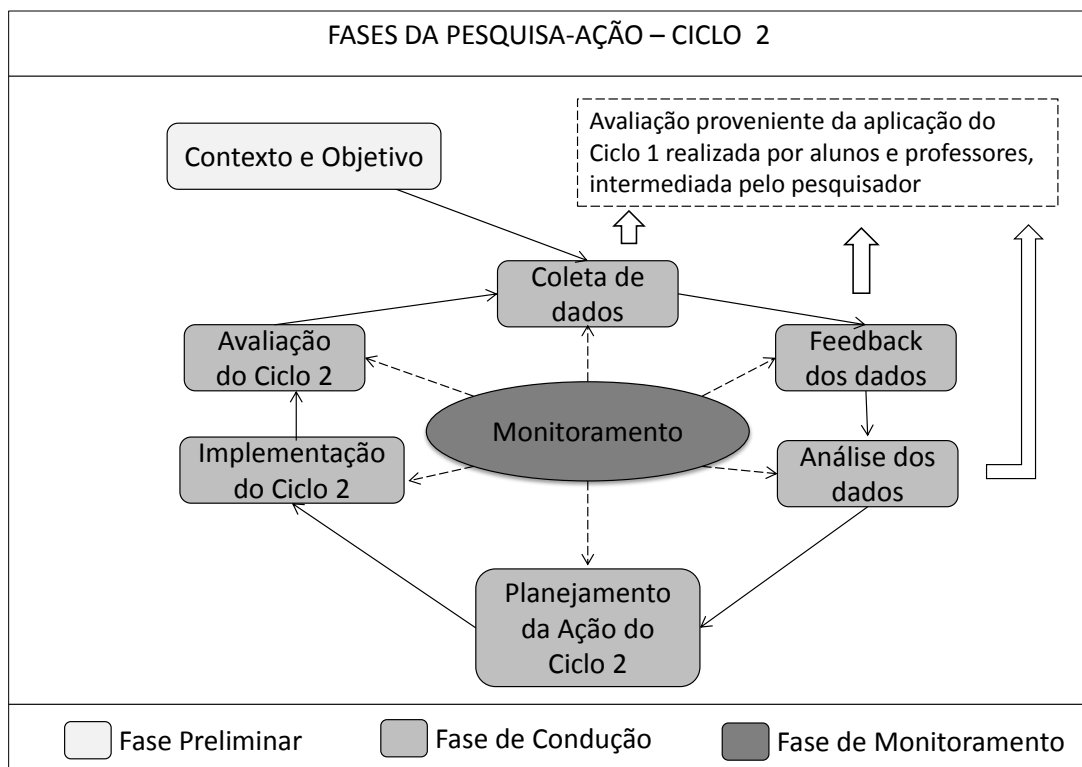 FASES DA PESQUISA-AÇÃO – CICLO 2
Contexto e Objetivo
Avaliação proveniente da aplicação do
Ciclo 1 realizada por alunos e professores,
intermediada pelo pesquisador
Coleta de
dados
Avaliação
do Ciclo 2
Feedback
dos dados
Monitoramento
Implementação
do Ciclo 2
Análise dos
dados
Planejamento
da Ação do
Ciclo 2
Fase Preliminar
Fase de Condução
Fase de Monitoramento